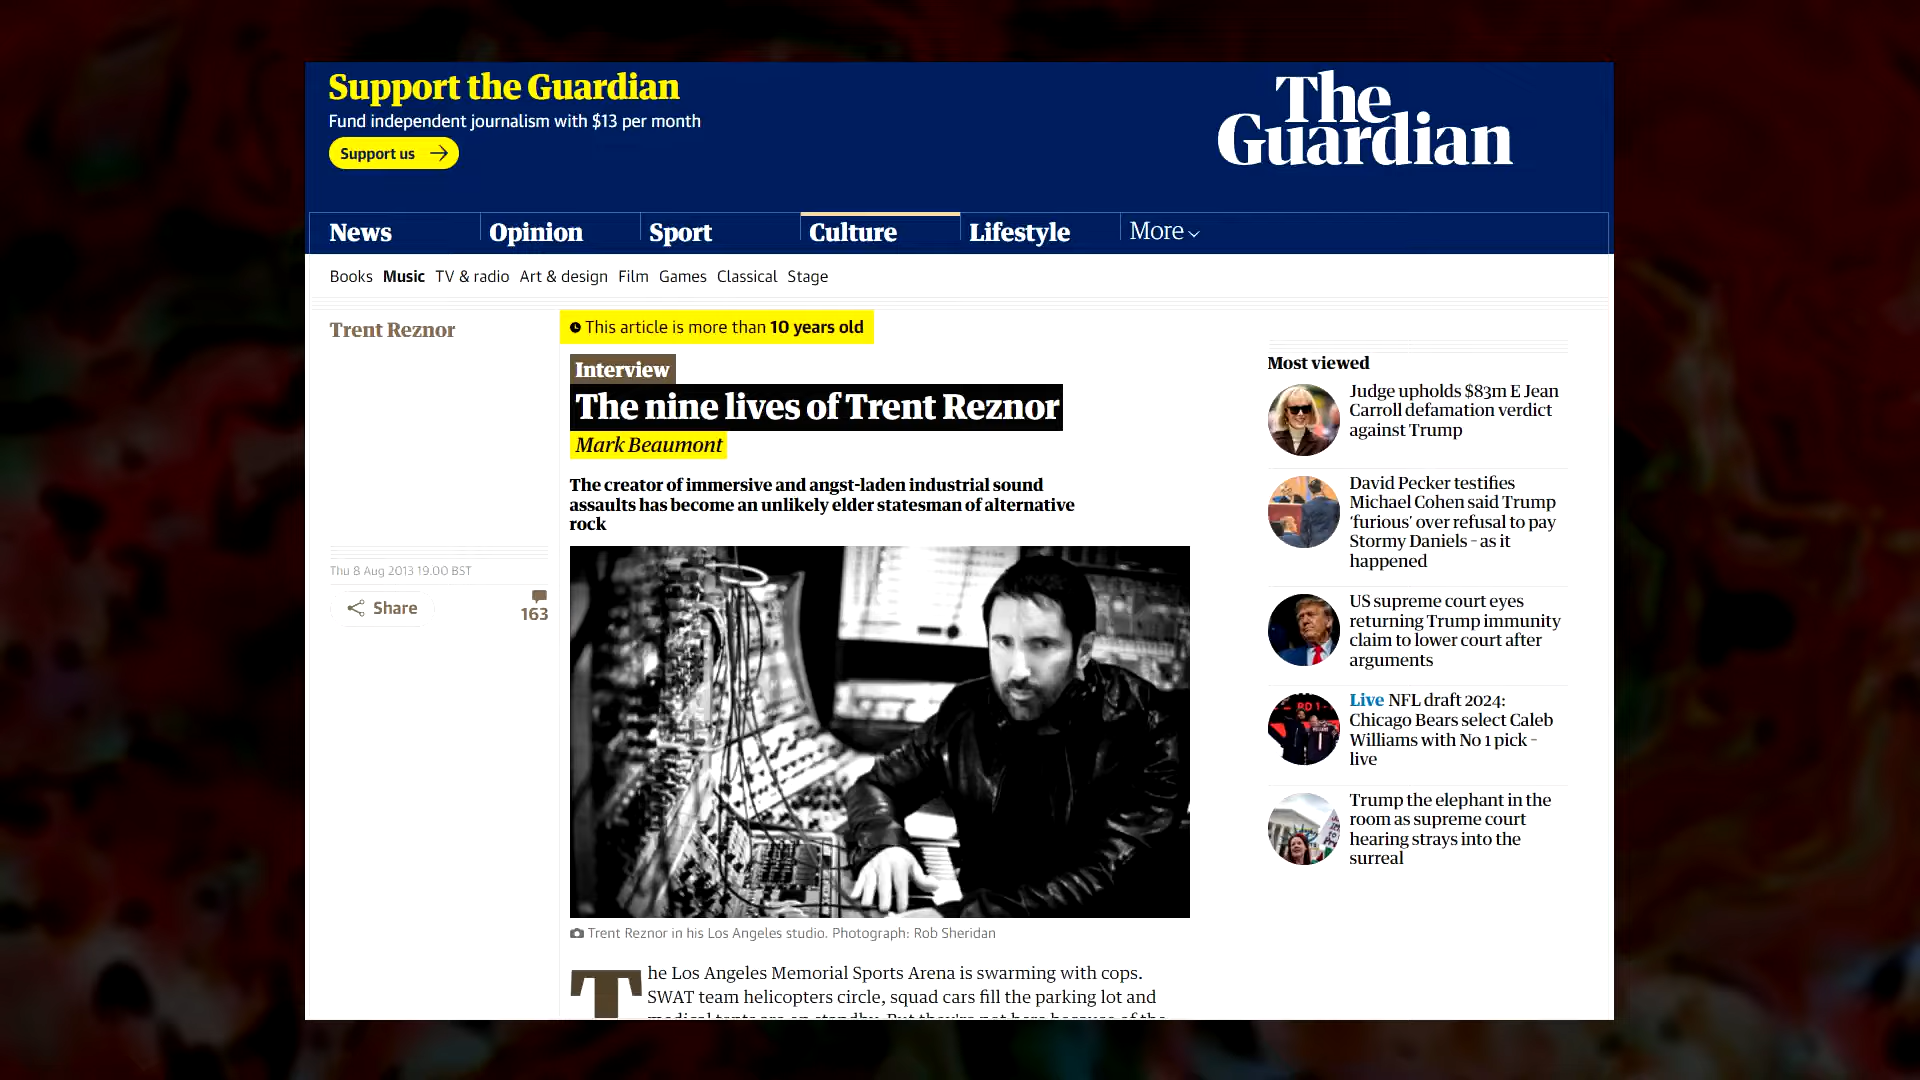 Support the Guardian
Fund independent journalism with $13 per month
Support us
The
Guardian
News
Opinion
Sport
Culture
Lifestyle
More
Books Music TV & radio Art & design Film Games Classical Stage
Trent Reznor
This article is more than 10 years old
Interview
The nine lives of Trent Reznor
Mark Beaumont
The creator of immersive and angst-laden industrial sound
assaults has become an unlikely elder statesman of alternative
rock
Thu 8 Aug 2013 19.00 BST
Share
163
Trent Reznor in his Los Angeles studio. Photograph: Rob Sheridan
The Los Angeles Memorial Sports Arena is swarming with cops.
SWAT team helicopters circle, squad cars fill the parking lot and
Most viewed
Judge upholds $83m E Jean
Carroll defamation verdict
against Trump
David Pecker testifies
Michael Cohen said Trump
‘furious’ over refusal to pay
Stormy Daniels – as it
happened
US supreme court eyes
returning Trump immunity
claim to lower court after
arguments
Live NFL draft 2024:
Chicago Bears select Caleb
Williams with No 1 pick –
live
Trump the elephant in the
room as supreme court
hearing strays into the
surreal